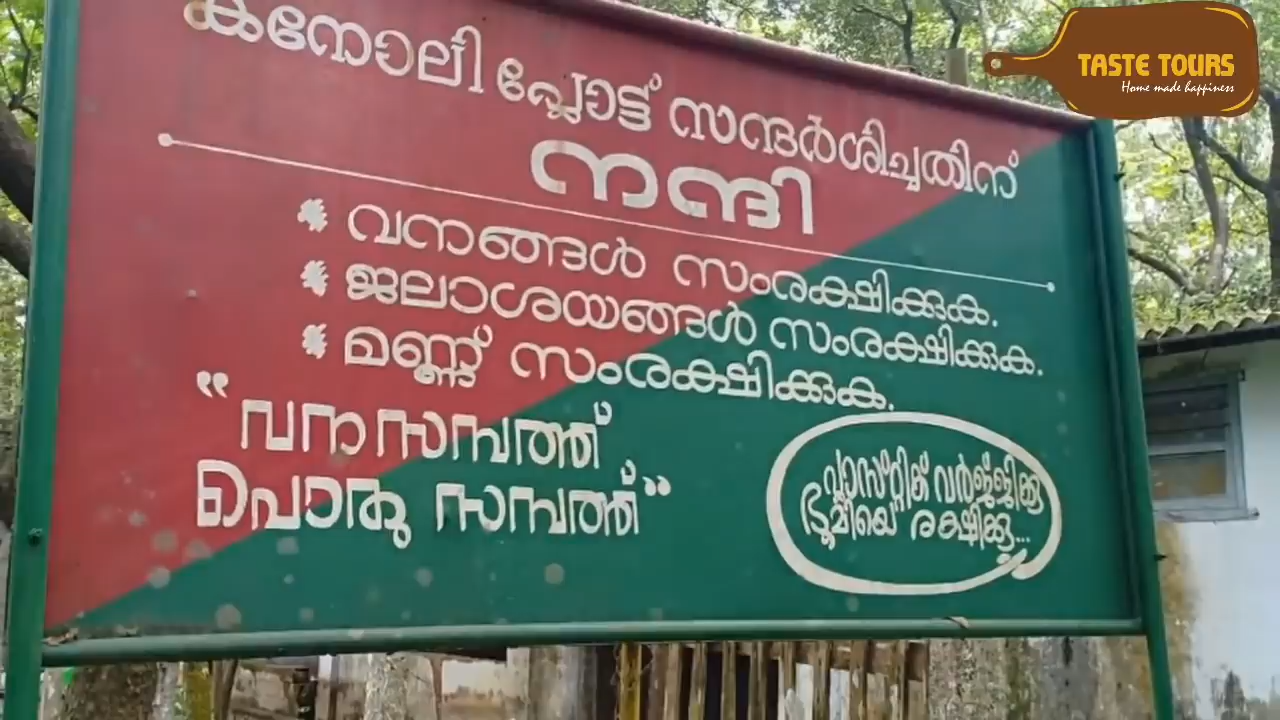 കനോലി പ്ലോട്ട് സന്ദർശിച്ചതിന്
നന്ദി
* വനങ്ങൾ സംരക്ഷിക്കുക.
* ജലാശയങ്ങൾ സംരക്ഷിക്കുക.
* മണ്ണ് സംരക്ഷിക്കുക.
"വനസമ്പത്ത്
പൊരു സമ്പത്ത്"
പ്ലാസ്റ്റിക് വർജ്ജിക്കൂ
ഭൂമിയെ രക്ഷിക്കൂ...
TASTE TOURS
Home made happiness